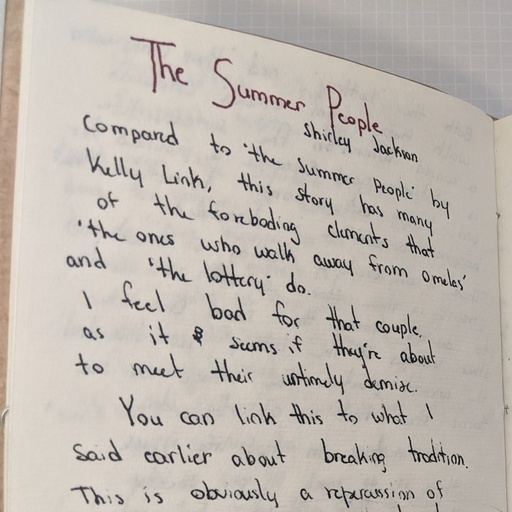 The Summer People
Shirley Jackson
Compard to 'the summer people' by
Kelly Link, this story has many
of the foreboding elements that
'the ones who walk away from omelas'
and 'the lottery' do.
I feel bad for that couple,
as it seems if they're about
to meet their untimely demise.
You can link this to what I
said earlier about breaking tradition.
This is obviously a repurcussion of